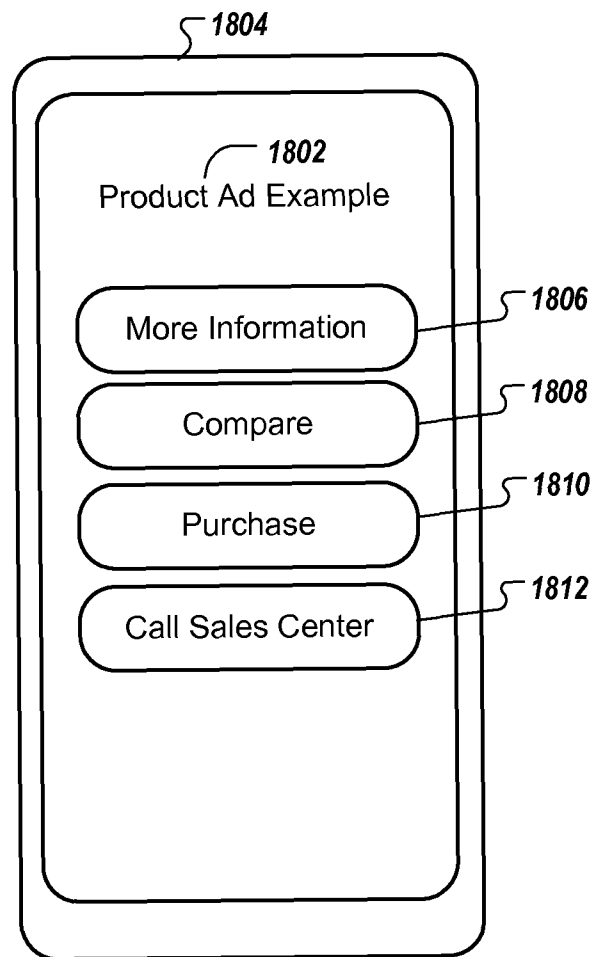 1804
1802
Product Ad Example
More Information
1806
Compare
1808
Purchase
1810
Call Sales Center
1812